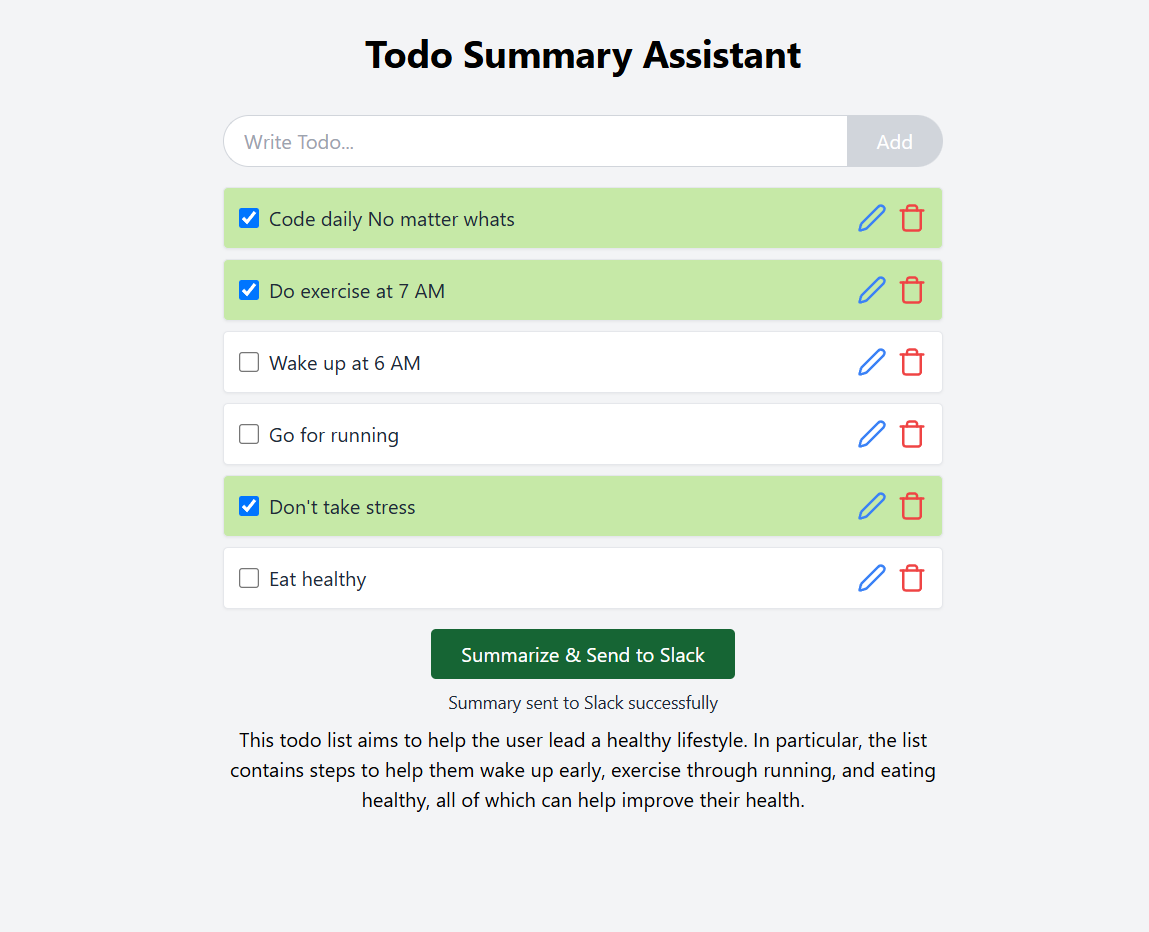 Todo Summary Assistant
Write Todo...
Add
Code daily No matter whats
Do exercise at 7 AM
Wake up at 6 AM
Go for running
Don't take stress
Eat healthy
Summarize & Send to Slack
Summary sent to Slack successfully
This todo list aims to help the user lead a healthy lifestyle. In particular, the list
contains steps to help them wake up early, exercise through running, and eating
healthy, all of which can help improve their health.